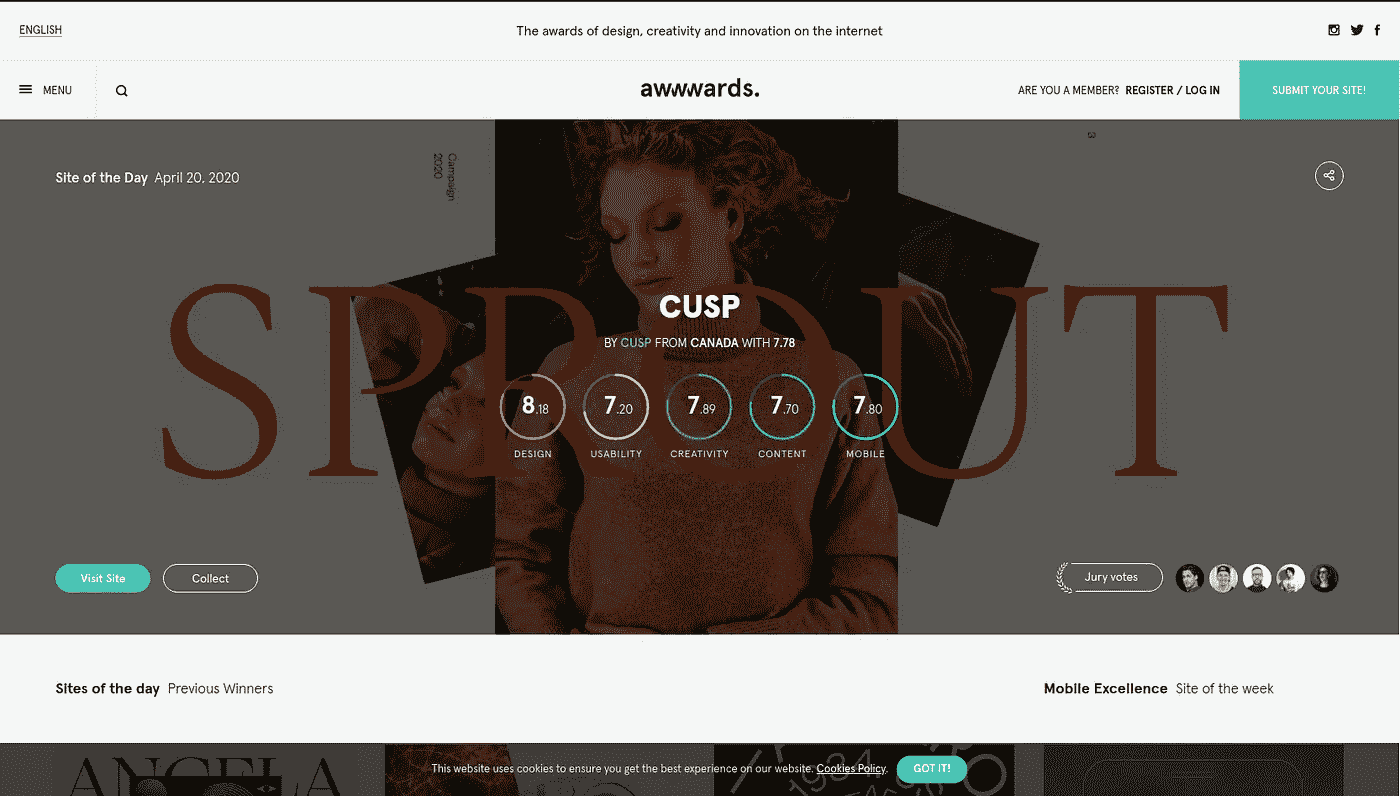 ENGLISH
The awards of design, creativity and innovation on the internet
MENU
awwwards.
ARE YOU A MEMBER? REGISTER / LOG IN
SUBMIT YOUR SITE!
Site of the Day April 20, 2020
Campaign
2020
3
SPROUT
CUSP
BY CUSP FROM CANADA WITH 7.78
8.18 7.20 7.89 7.70 7.80
DESIGN USABILITY CREATIVITY CONTENT MOBILE
Visit Site
Collect
Jury votes
Sites of the day Previous Winners
Mobile Excellence Site of the week
ANGELA
This website uses cookies to ensure you get the best experience on our website. Cookies Policy.
GOT IT!